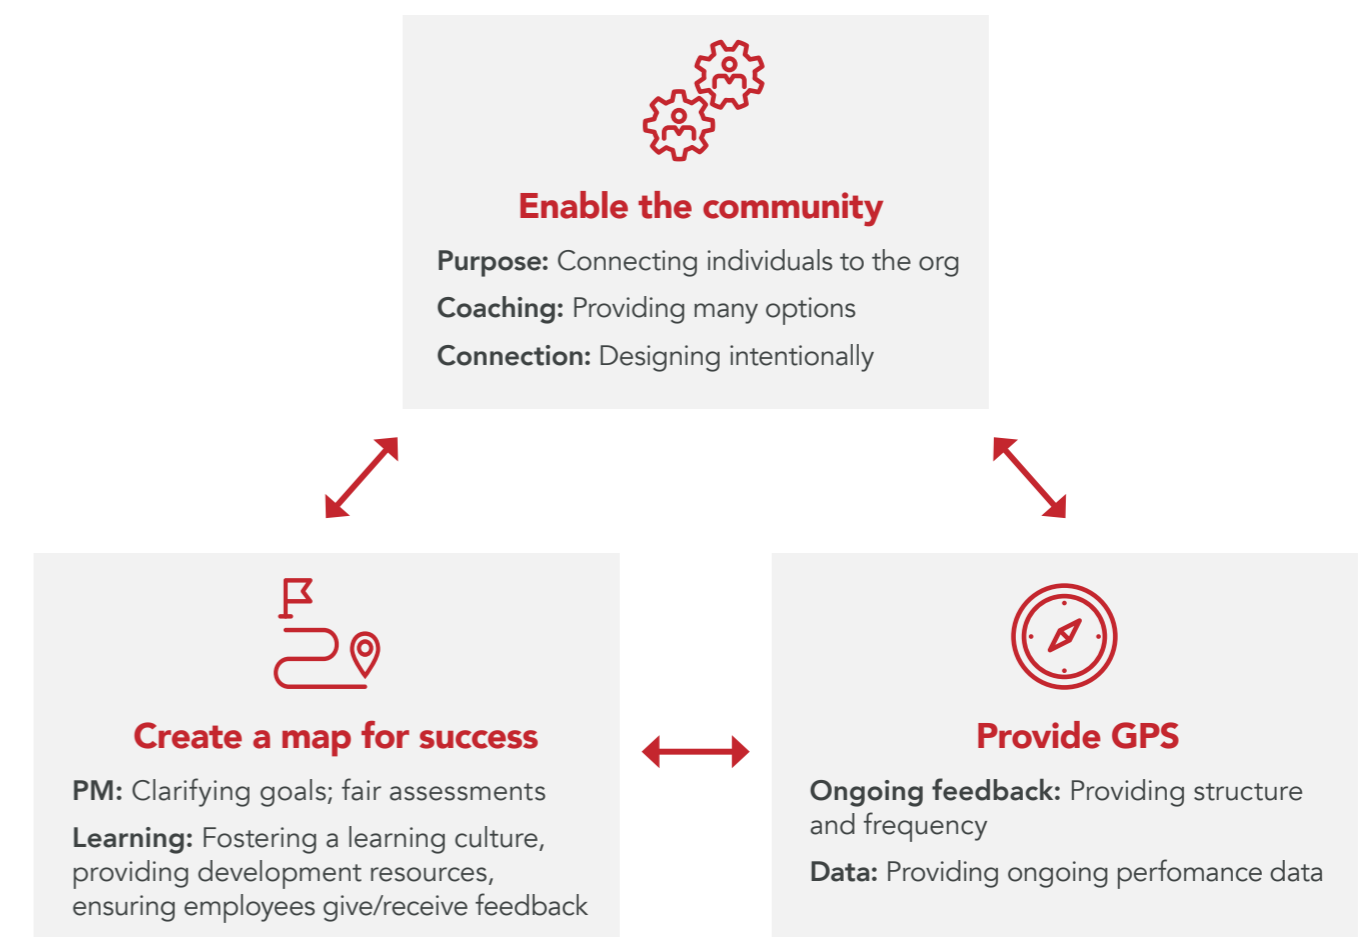 Enable the community
Purpose: Connecting individuals to the org
Coaching: Providing many options
Connection: Designing intentionally
Create a map for success
PM: Clarifying goals; fair assessments
Learning: Fostering a learning culture,
providing development resources,
ensuring employees give/receive feedback
Provide GPS
Ongoing feedback: Providing structure
and frequency
Data: Providing ongoing perfomance data